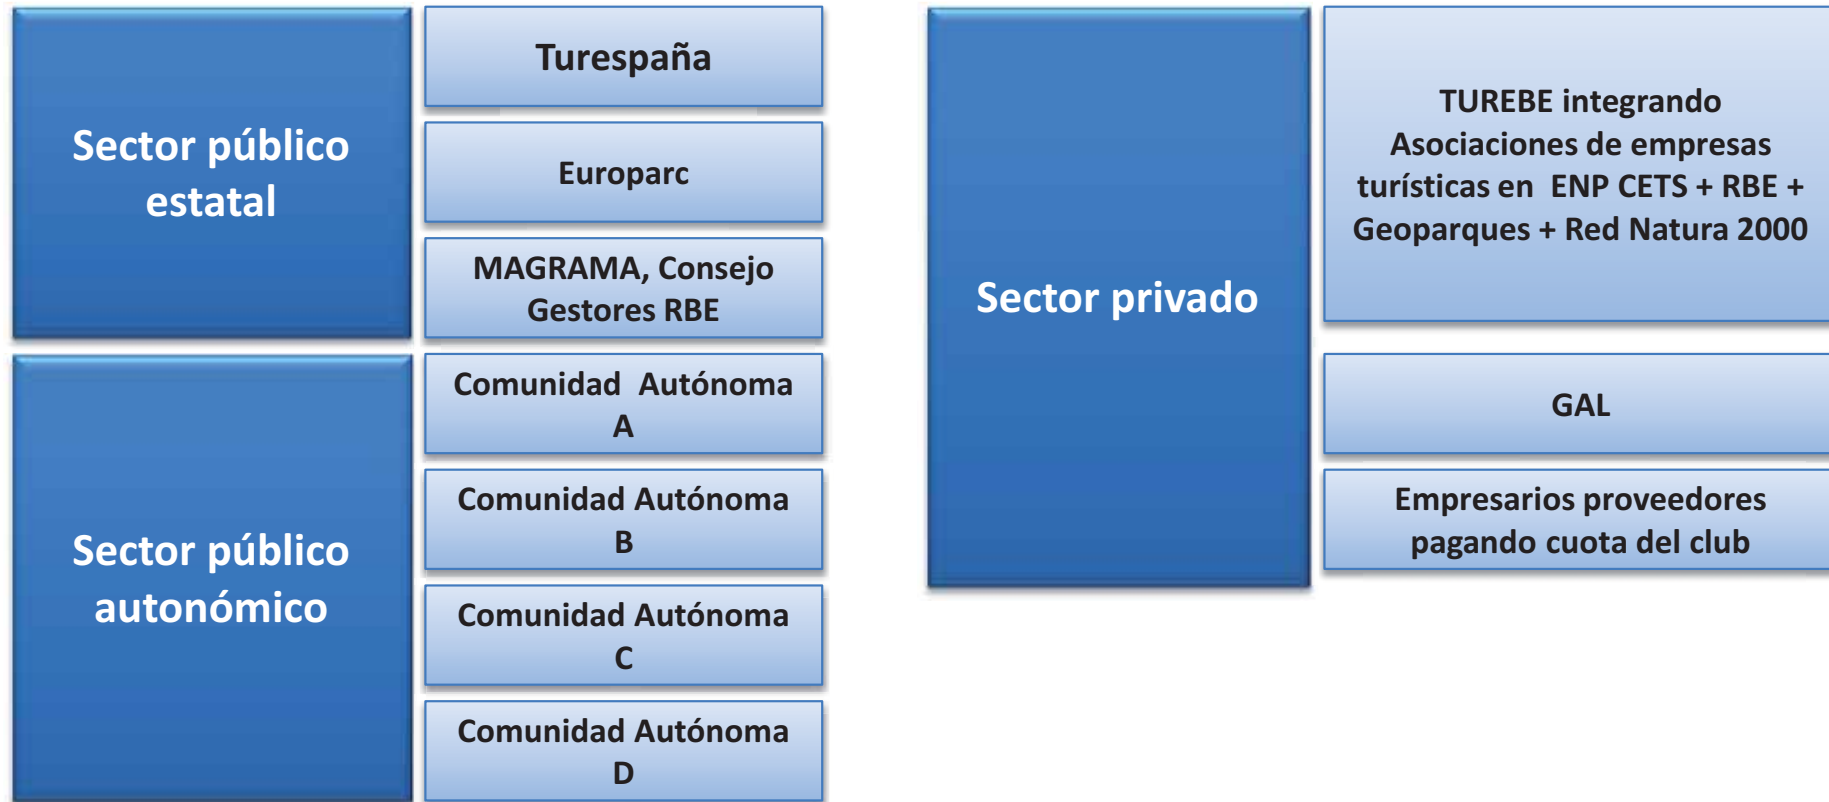 Sector público
estatal
Turespaña
Europarc
MAGRAMA, Consejo
Gestores RBE
Sector público
autonómico
Comunidad Autónoma
A
Comunidad Autónoma
B
Comunidad Autónoma
C
Comunidad Autónoma
D
Sector privado
TUREBE integrando
Asociaciones de empresas
turísticas en ENP CETS + RBE +
Geoparques + Red Natura 2000
GAL
Empresarios proveedores
pagando cuota del club